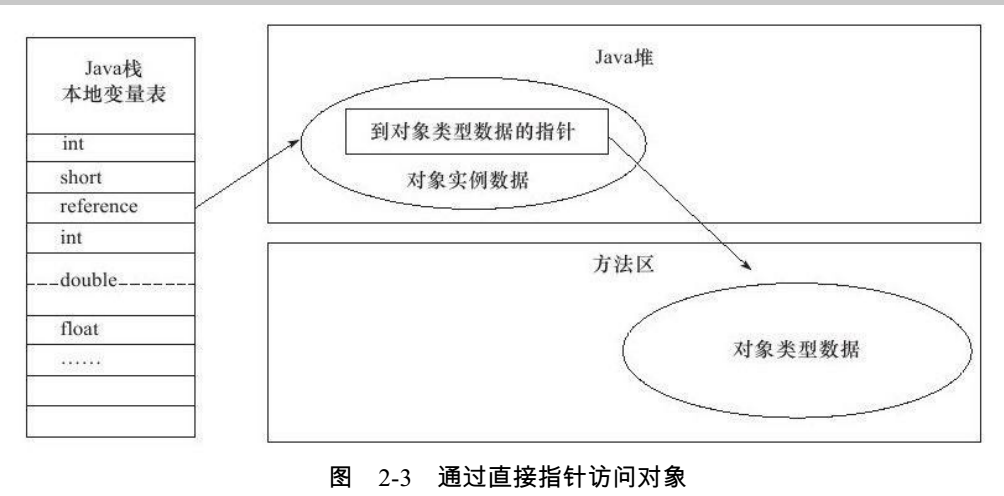 Java栈
本地变量表
int
short
reference
int
double
float
……
Java堆
到对象类型数据的指针
对象实例数据
方法区
对象类型数据
图 2-3 通过直接指针访问对象